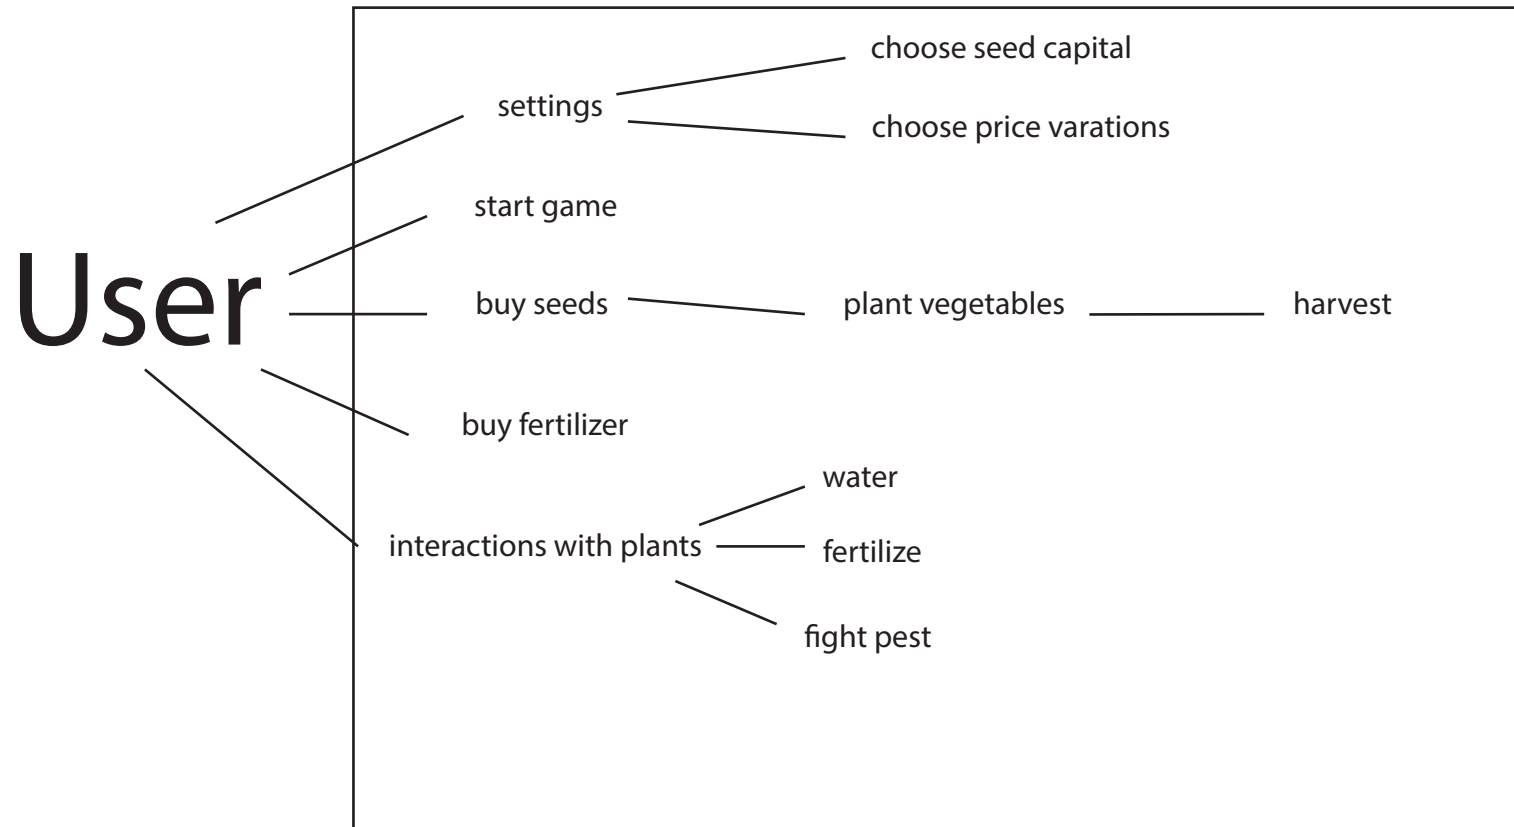 choose seed capital
settings
choose price varations
start game
User
buy seeds
plant vegetables
harvest
buy fertilizer
water
interactions with plants
fertilize
fight pest